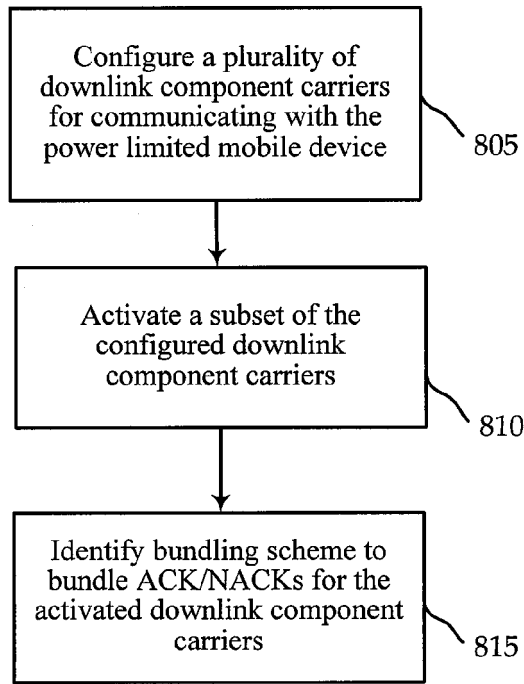 Configure a plurality of
downlink component carriers
for communicating with the
power limited mobile device
805
Activate a subset of the
configured downlink
component carriers
810
Identify bundling scheme to
bundle ACK/NACKs for the
activated downlink component
carriers
815